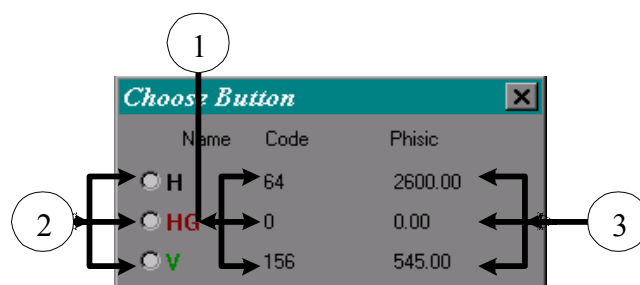 1
Choose Button
Name Code Phisic
H 64 2600.00
2 HG 0 0.00 3
V 156 545.00